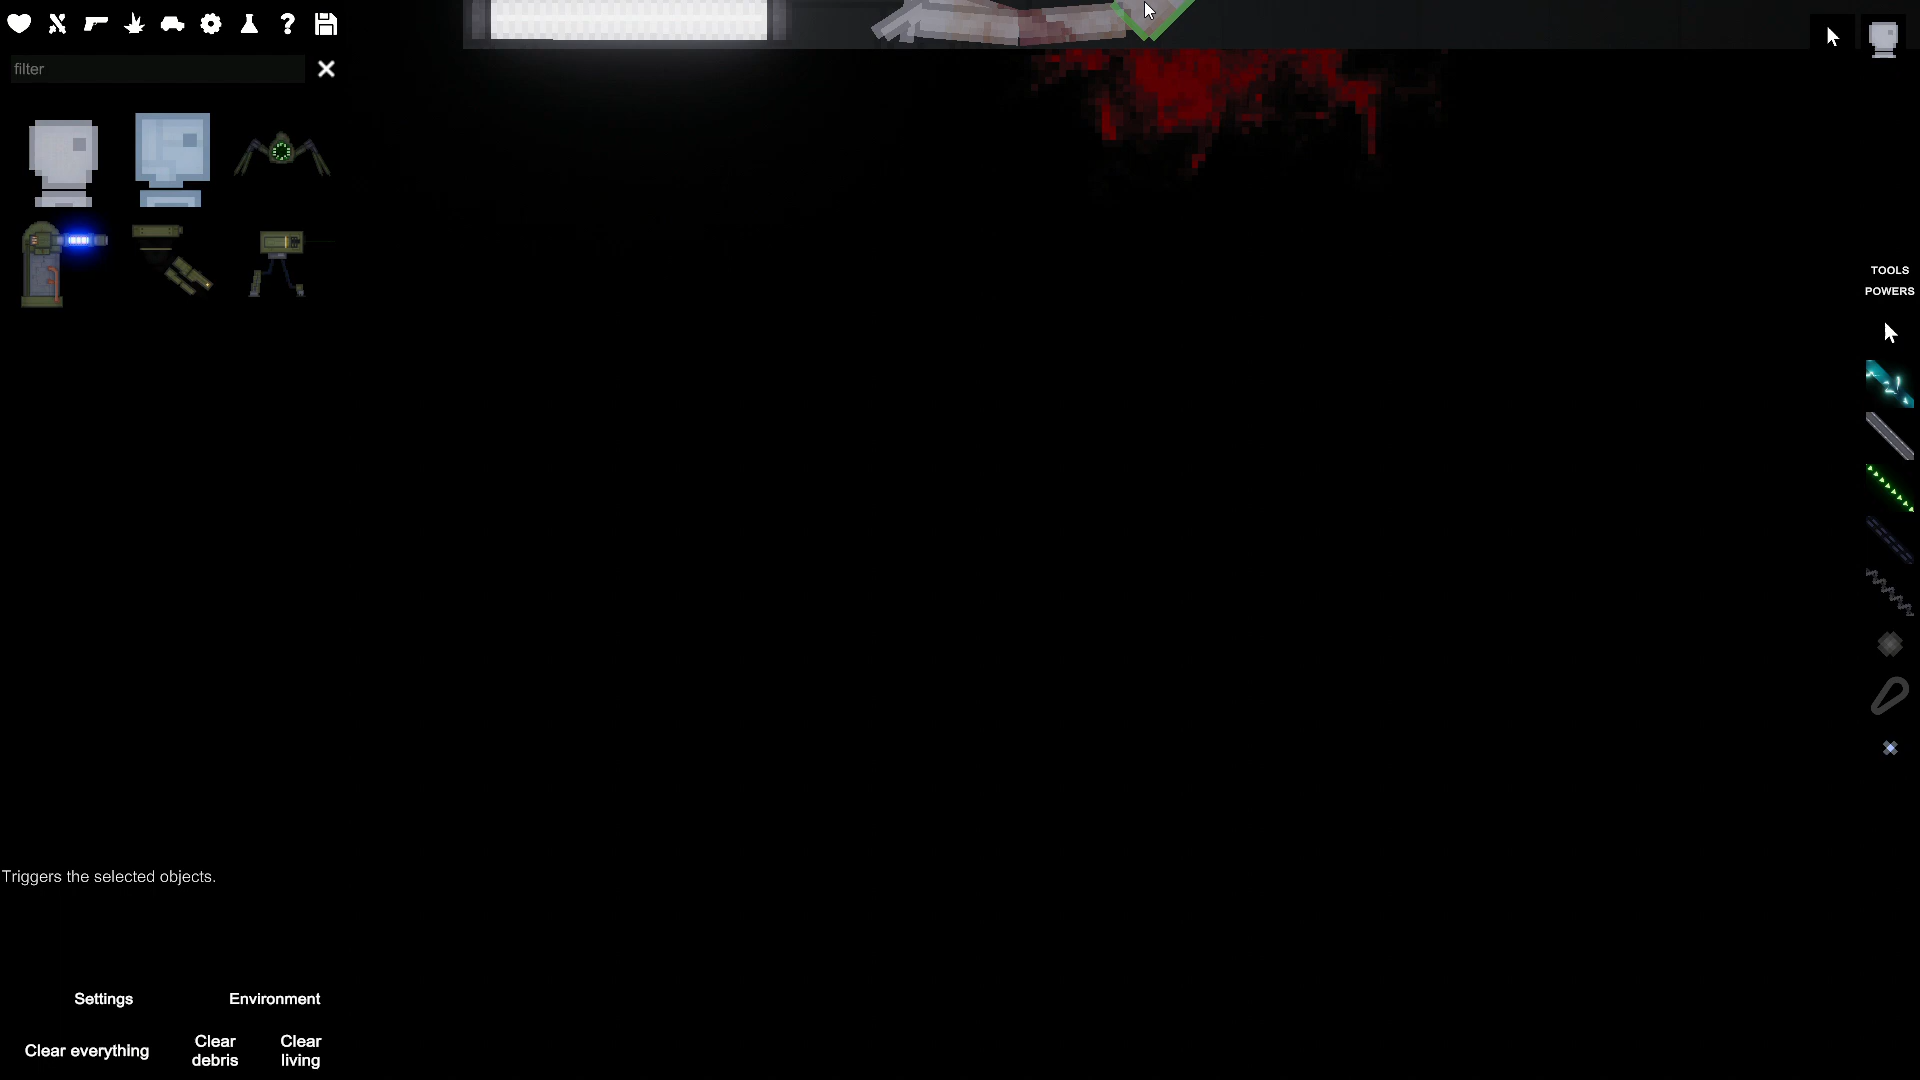 filter
TOOLS
POWERS
Triggers the selected objects.
Settings
Environment
Clear everything
Clear
debris
Clear
living